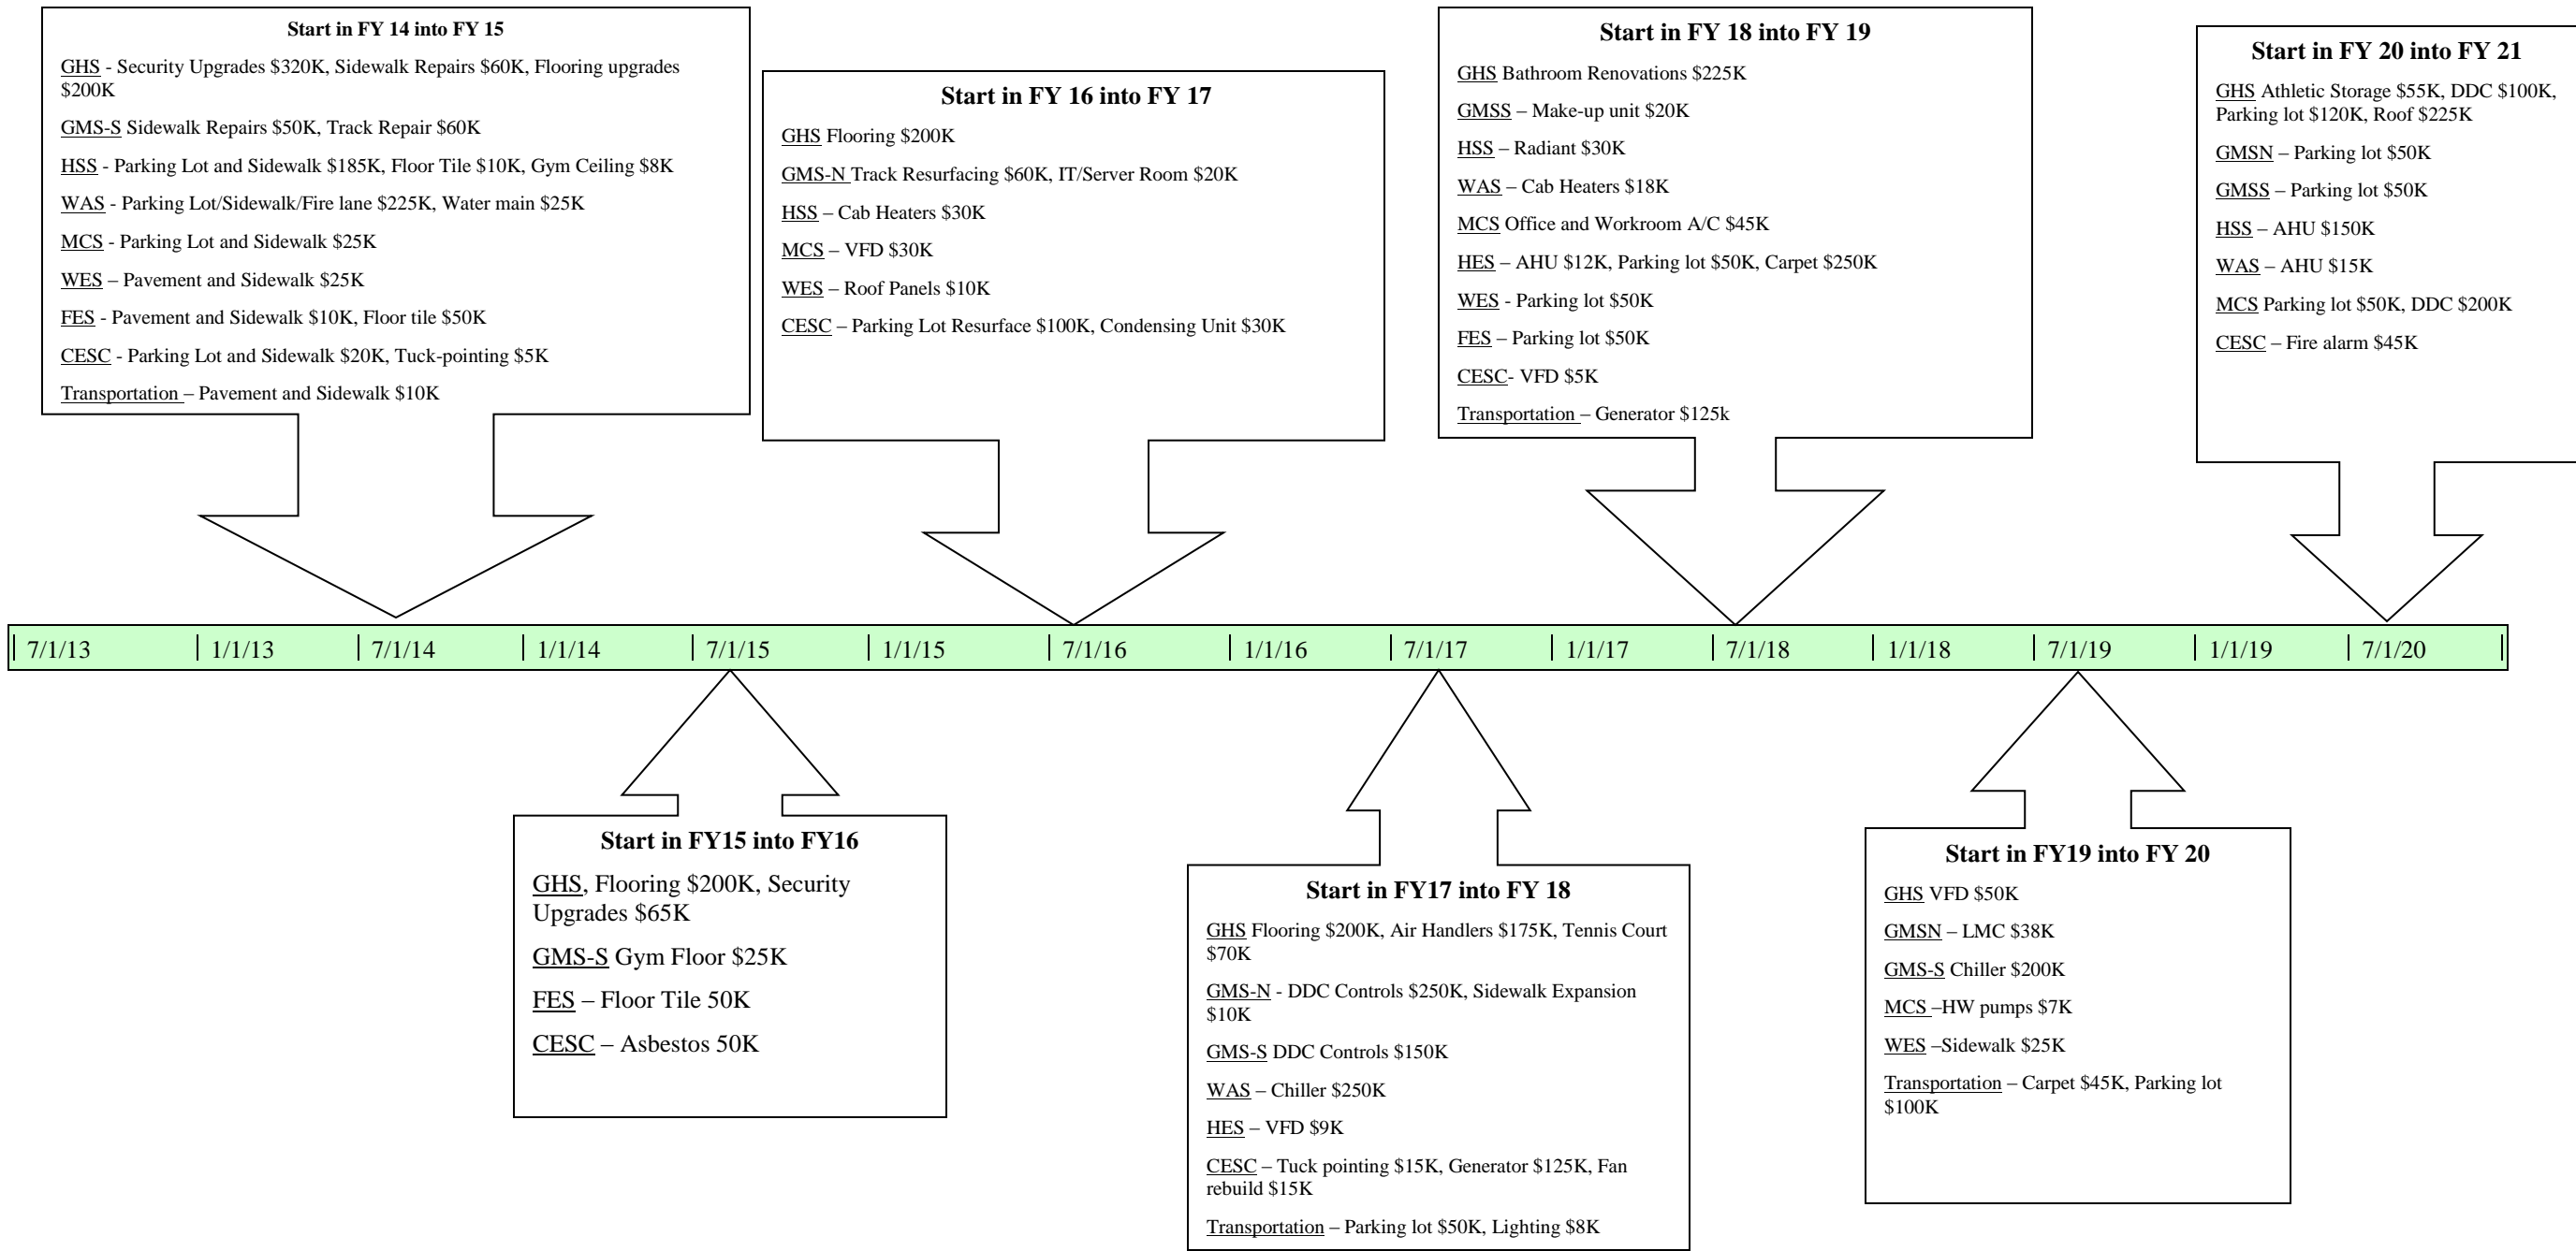 Start in FY 14 into FY 15
GHS - Security Upgrades $320K, Sidewalk Repairs $60K, Flooring upgrades
$200K
GMS-S Sidewalk Repairs $50K, Track Repair $60K
HSS - Parking Lot and Sidewalk $185K, Floor Tile $10K, Gym Ceiling $8K
WAS - Parking Lot/Sidewalk/Fire lane $225K, Water main $25K
MCS - Parking Lot and Sidewalk $25K
WES – Pavement and Sidewalk $25K
FES - Pavement and Sidewalk $10K, Floor tile $50K
CESC - Parking Lot and Sidewalk $20K, Tuck-pointing $5K
Transportation – Pavement and Sidewalk $10K
Start in FY 16 into FY 17
GHS Flooring $200K
GMS-N Track Resurfacing $60K, IT/Server Room $20K
HSS – Cab Heaters $30K
MCS – VFD $30K
WES – Roof Panels $10K
CESC – Parking Lot Resurface $100K, Condensing Unit $30K
Start in FY 18 into FY 19
GHS Bathroom Renovations $225K
GMSS – Make-up unit $20K
HSS – Radiant $30K
WAS – Cab Heaters $18K
MCS Office and Workroom A/C $45K
HES – AHU $12K, Parking lot $50K, Carpet $250K
WES - Parking lot $50K
FES – Parking lot $50K
CESC- VFD $5K
Transportation – Generator $125k
Start in FY 20 into FY 21
GHS Athletic Storage $55K, DDC $100K,
Parking lot $120K, Roof $225K
GMSN – Parking lot $50K
GMSS – Parking lot $50K
HSS – AHU $150K
WAS – AHU $15K
MCS Parking lot $50K, DDC $200K
CESC – Fire alarm $45K
7/1/13 1/1/13 7/1/14 1/1/14 7/1/15 1/1/15 7/1/16 1/1/16 7/1/17 1/1/17 7/1/18 1/1/18 7/1/19 1/1/19 7/1/20
Start in FY15 into FY16
GHS, Flooring $200K, Security
Upgrades $65K
GMS-S Gym Floor $25K
FES – Floor Tile 50K
CESC – Asbestos 50K
Start in FY17 into FY 18
GHS Flooring $200K, Air Handlers $175K, Tennis Court
$70K
GMS-N - DDC Controls $250K, Sidewalk Expansion
$10K
GMS-S DDC Controls $150K
WAS – Chiller $250K
HES – VFD $9K
CESC – Tuck pointing $15K, Generator $125K, Fan
rebuild $15K
Transportation – Parking lot $50K, Lighting $8K
Start in FY19 into FY 20
GHS VFD $50K
GMSN – LMC $38K
GMS-S Chiller $200K
MCS –HW pumps $7K
WES –Sidewalk $25K
Transportation – Carpet $45K, Parking lot
$100K